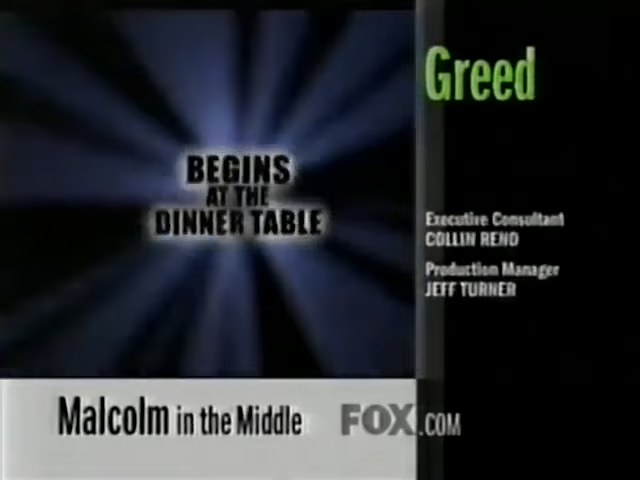 Greed
BEGINS
AT THE
DINNER TABLE
Executive Consultant
COLLIN RENO
Production Manager
JEFF TURNER
Malcolm in the Middle FOX.COM